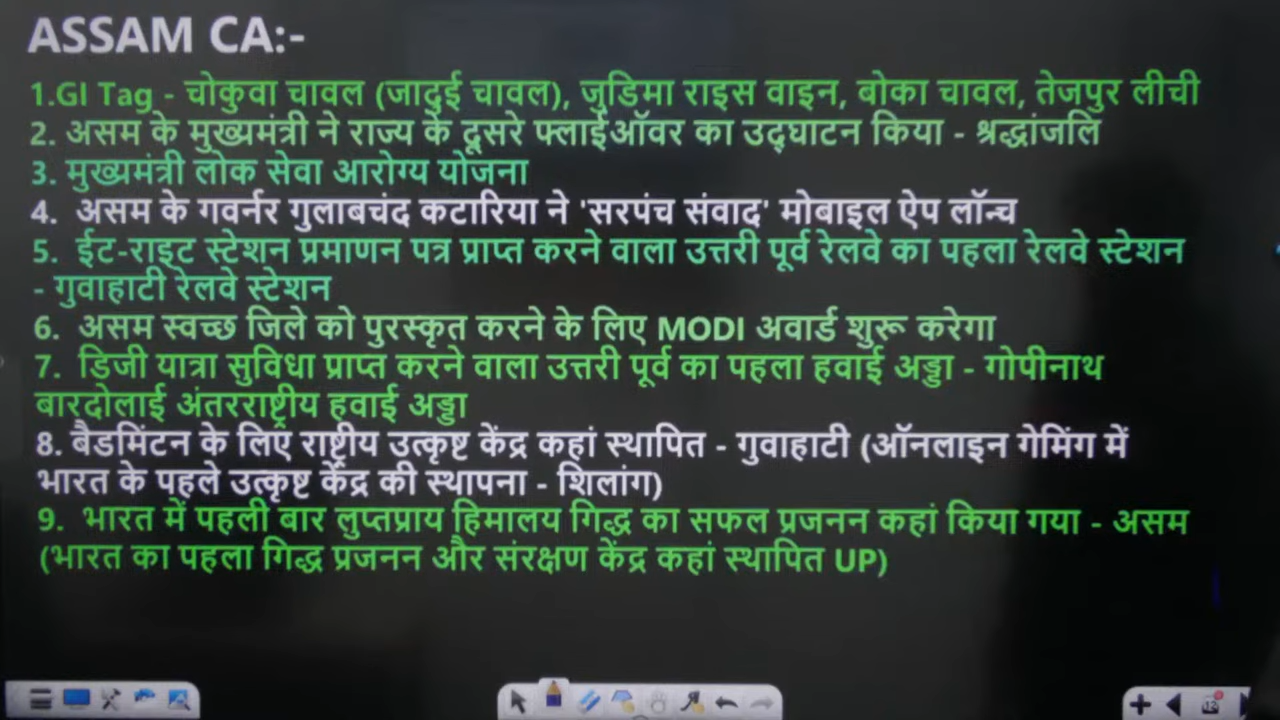 ASSAM CA:-
1.GI Tag - चोकुवा चावल (जादुई चावल), जुडिमा राइस वाइन, बोका चावल, तेजपुर लीची
2. असम के मुख्यमंत्री ने राज्य के दूसरे फ्लाईऑवर का उद्घाटन किया - श्रद्धांजलि
3. मुख्यमंत्री लोक सेवा आरोग्य योजना
4. असम के गवर्नर गुलाबचंद कटारिया ने 'सरपंच संवाद' मोबाइल ऐप लॉन्च
5. ईट-राइट स्टेशन प्रमाणन पत्र प्राप्त करने वाला उत्तरी पूर्व रेलवे का पहला रेलवे स्टेशन
- गुवाहाटी रेलवे स्टेशन
6. असम स्वच्छ जिले को पुरस्कृत करने के लिए MODI अवार्ड शुरू करेगा
7. डिजी यात्रा सुविधा प्राप्त करने वाला उत्तरी पूर्व का पहला हवाई अड्डा - गोपीनाथ
बारदोलाई अंतरराष्ट्रीय हवाई अड्डा
8. बैडमिंटन के लिए राष्ट्रीय उत्कृष्ट केंद्र कहां स्थापित - गुवाहाटी (ऑनलाइन गेमिंग में
भारत के पहले उत्कृष्ट केंद्र की स्थापना - शिलांग)
9. भारत में पहली बार लुप्तप्राय हिमालय गिद्ध का सफल प्रजनन कहां किया गया - असम
(भारत का पहला गिद्ध प्रजनन और संरक्षण केंद्र कहां स्थापित UP)